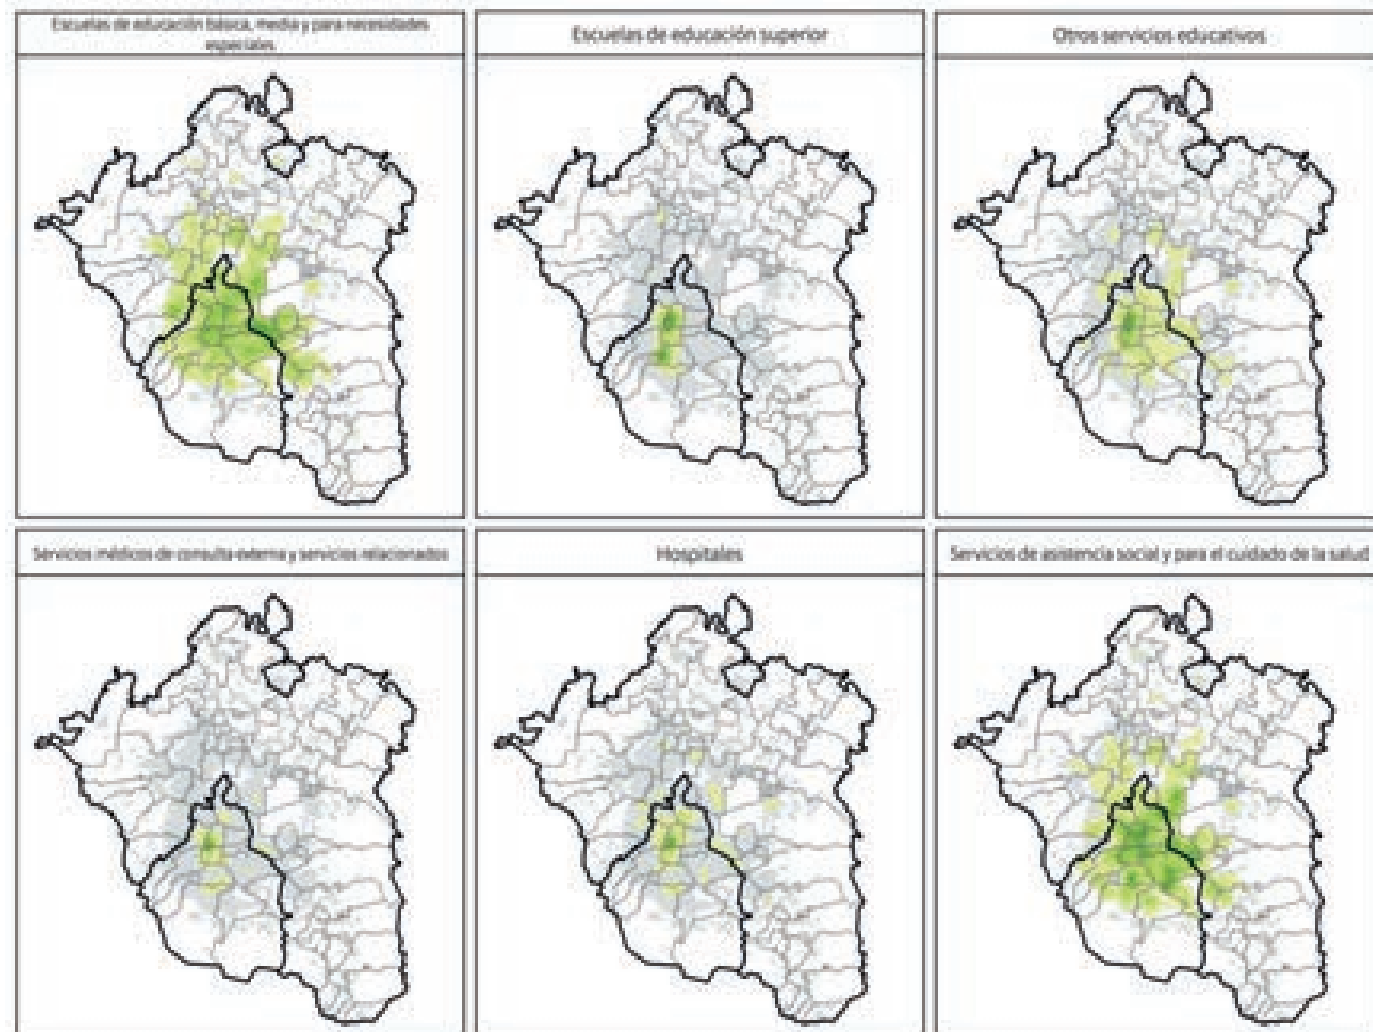 Escuelas de educación básica, media y para necesidades
especiales
Escuelas de educación superior
Otros servicios educativos
Servicios médicos de consulta externa y servicios relacionados
Hospitales
Servicios de asistencia social y para el cuidado de la salud